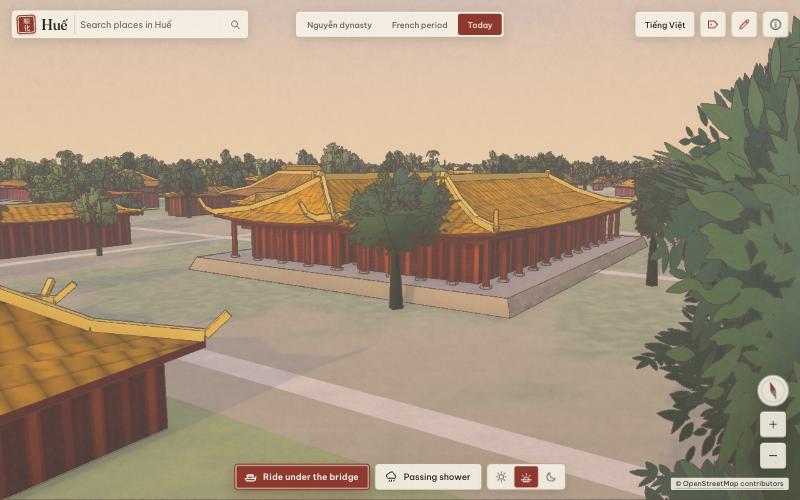 Huế
Search places in Huế
Nguyễn dynasty
French period
Today
Tiếng Việt
Ride under the bridge
Passing shower
+
−
© OpenStreetMap contributors